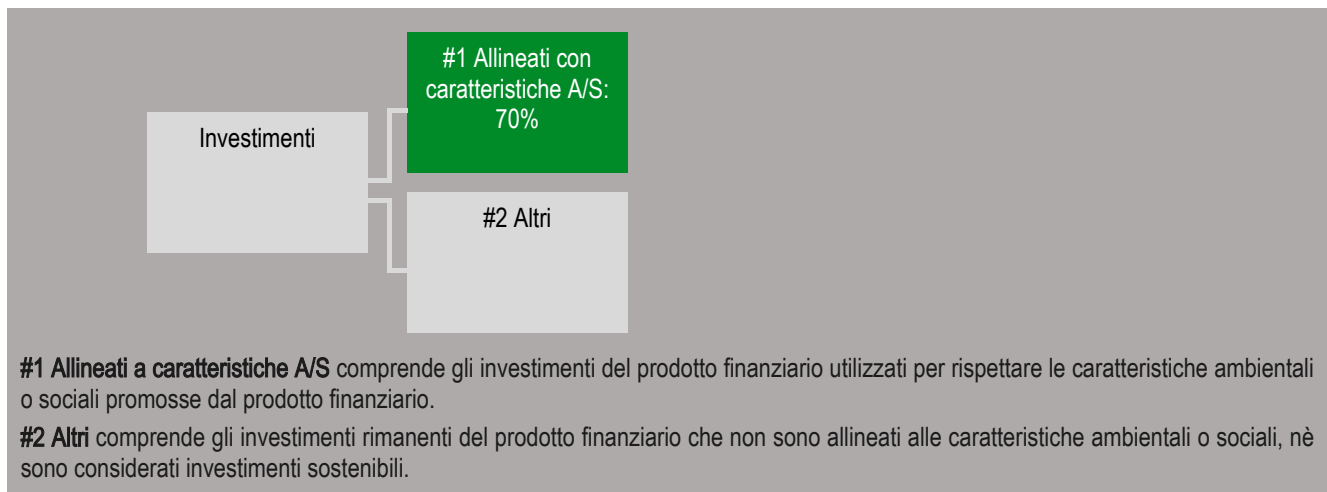 #1 Allineati con
caratteristiche A/S:
70%
Investimenti
#2 Altri
#1 Allineati a caratteristiche A/S comprende gli investimenti del prodotto finanziario utilizzati per rispettare le caratteristiche ambientali
o sociali promosse dal prodotto finanziario.
#2 Altri comprende gli investimenti rimanenti del prodotto finanziario che non sono allineati alle caratteristiche ambientali o sociali, nè
sono considerati investimenti sostenibili.